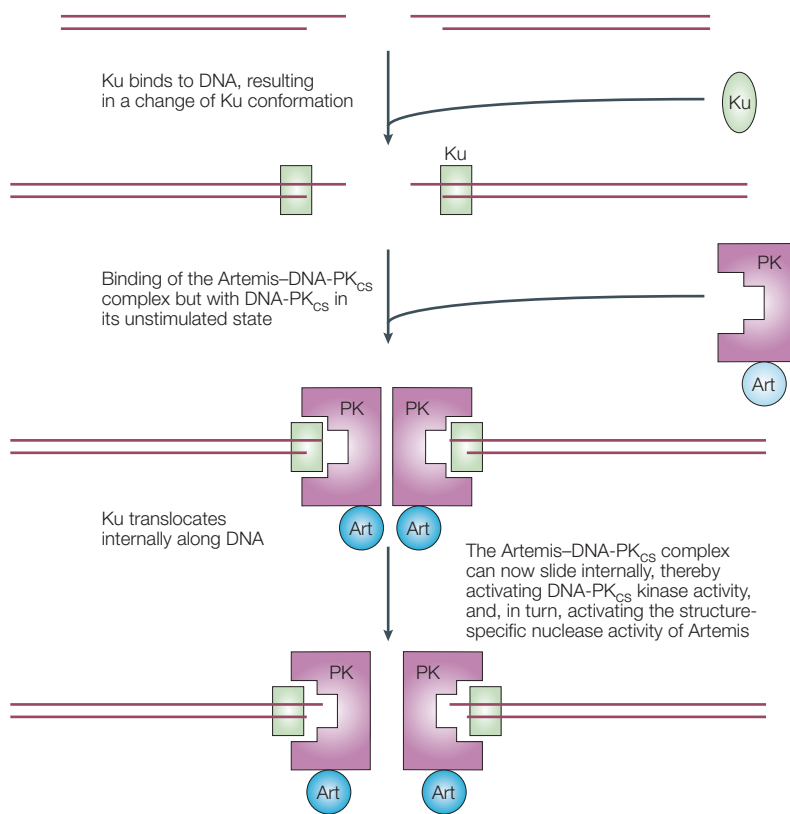 Ku binds to DNA, resulting
in a change of Ku conformation
Ku
Ku
Binding of the Artemis–DNA-PKCS
complex but with DNA-PKCS in
its unstimulated state
PK
Art
PK
PK
Art
Art
Ku translocates
internally along DNA
The Artemis–DNA-PKCS complex
can now slide internally, thereby
activating DNA-PKCS kinase activity,
and, in turn, activating the structure-
specific nuclease activity of Artemis
PK
PK
Art
Art